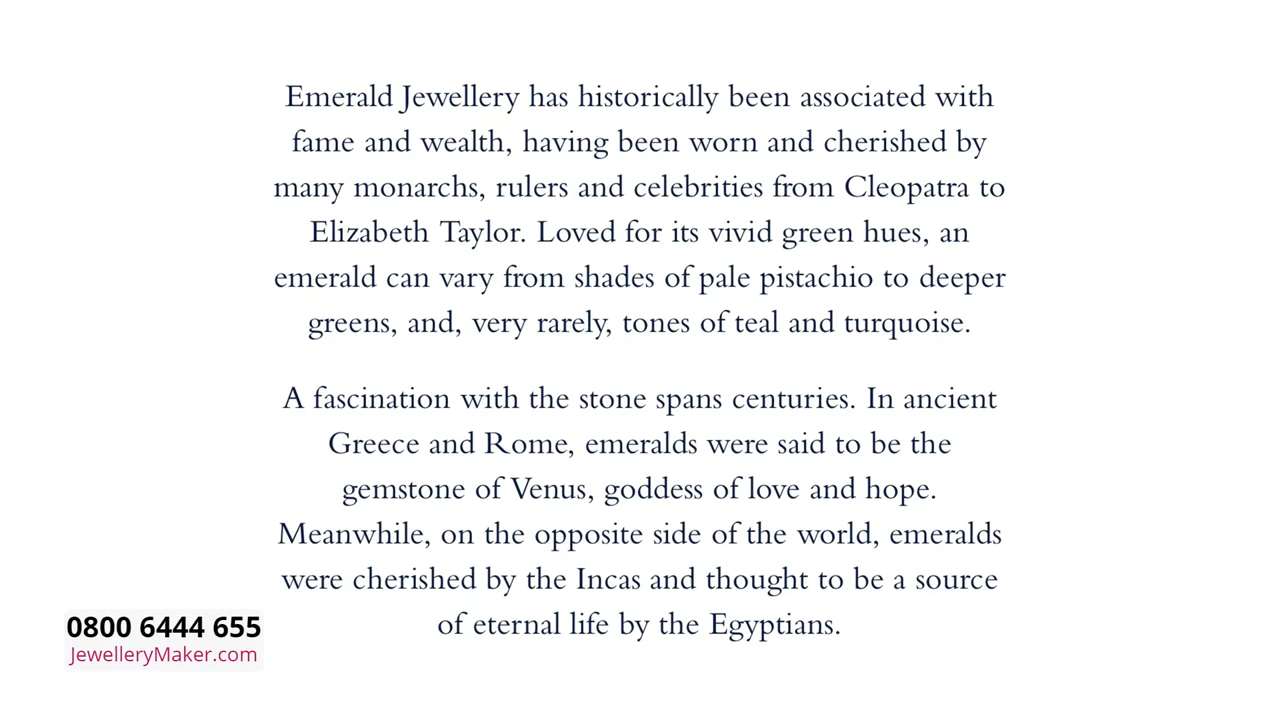 Emerald Jewellery has historically been associated with
fame and wealth, having been worn and cherished by
many monarchs, rulers and celebrities from Cleopatra to
Elizabeth Taylor. Loved for its vivid green hues, an
emerald can vary from shades of pale pistachio to deeper
greens, and, very rarely, tones of teal and turquoise.
A fascination with the stone spans centuries. In ancient
Greece and Rome, emeralds were said to be the
gemstone of Venus, goddess of love and hope.
Meanwhile, on the opposite side of the world, emeralds
were cherished by the Incas and thought to be a source
of eternal life by the Egyptians.
0800 6444 655
JewelleryMaker.com